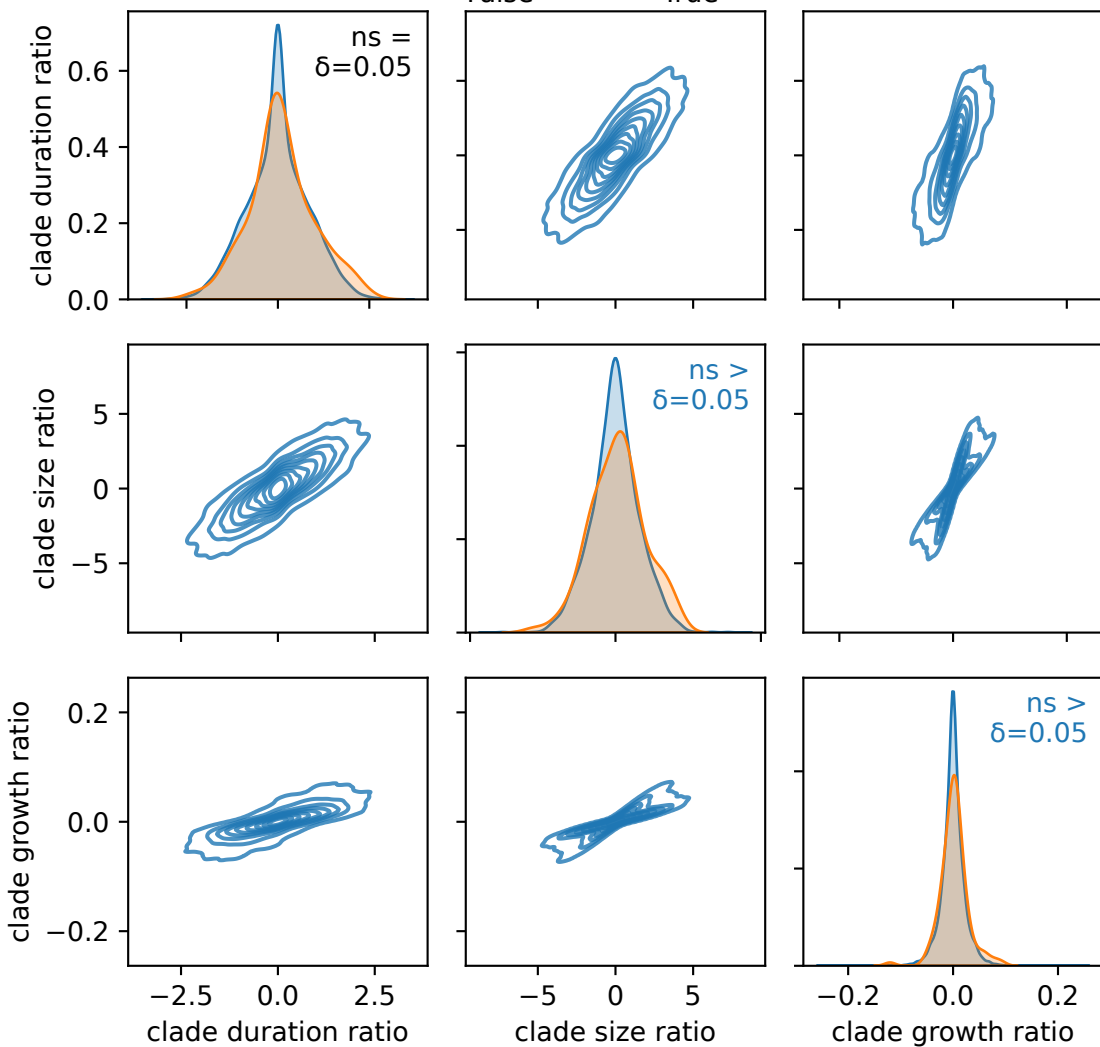 clade duration ratio
0.6
0.4
0.2
0.0
ns =
δ=0.05
clade size ratio
5
0
−5
ns >
δ=0.05
clade growth ratio
0.2
0.0
−0.2
ns >
δ=0.05
−2.5 0.0 2.5
−5 0 5
−0.2 0.0 0.2
clade duration ratio
clade size ratio
clade growth ratio